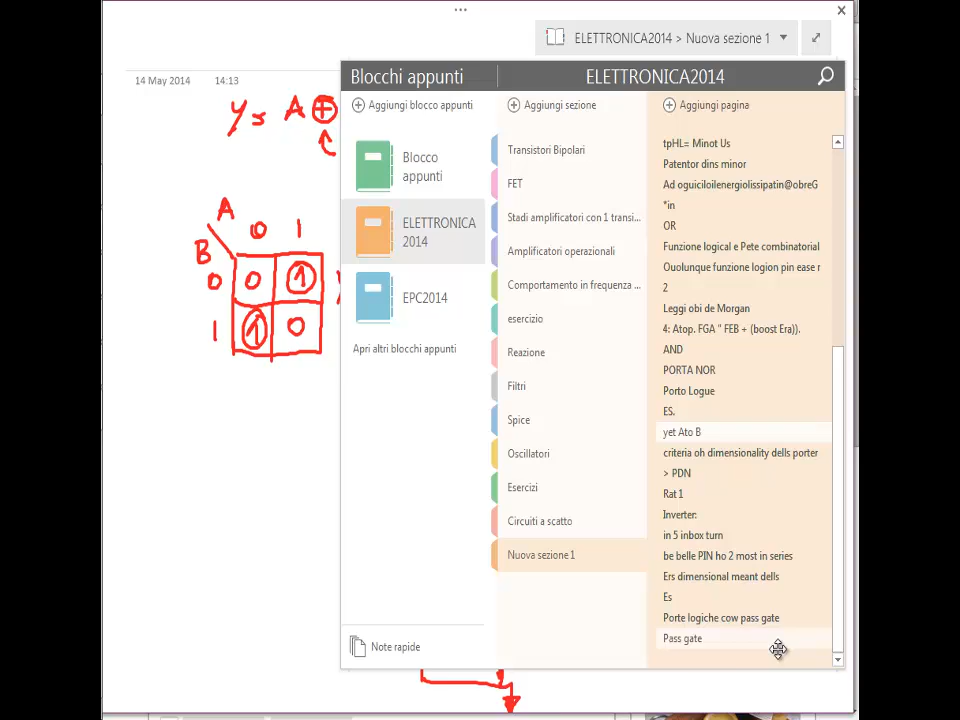 ELETTRONICA2014 > Nuova sezione 1
14 May 2014 14:13
y = A ⊕
A
B
0 1
0 0 1
1 1 0
Blocchi appunti
ELETTRONICA2014
Aggiungi blocco appunti
Aggiungi sezione
Aggiungi pagina
Blocco
appunti
ELETTRONICA
2014
EPC2014
Apri altri blocchi appunti
Note rapide
Transistori Bipolari
FET
Stadi amplificatori con 1 transi...
Amplificatori operazionali
Comportamento in frequenza ...
esercizio
Reazione
Filtri
Spice
Oscillatori
Esercizi
Circuiti a scatto
Nuova sezione 1
tpHL= Minot Us
Patentor dins minor
Ad oguiciloilenergiolissipatin@obreG
*in
OR
Funzione logical e Pete combinatorial
Ouolunque funzione logion pin ease r
2
Leggi obi de Morgan
4: Atop. FGA " FEB + (boost Era)).
AND
PORTA NOR
Porto Logue
ES.
yet Ato B
criteria oh dimensionality dells porter
> PDN
Rat 1
Inverter:
in 5 inbox turn
be belle PIN ho 2 most in series
Ers dimensional meant dells
Es
Porte logiche cow pass gate
Pass gate